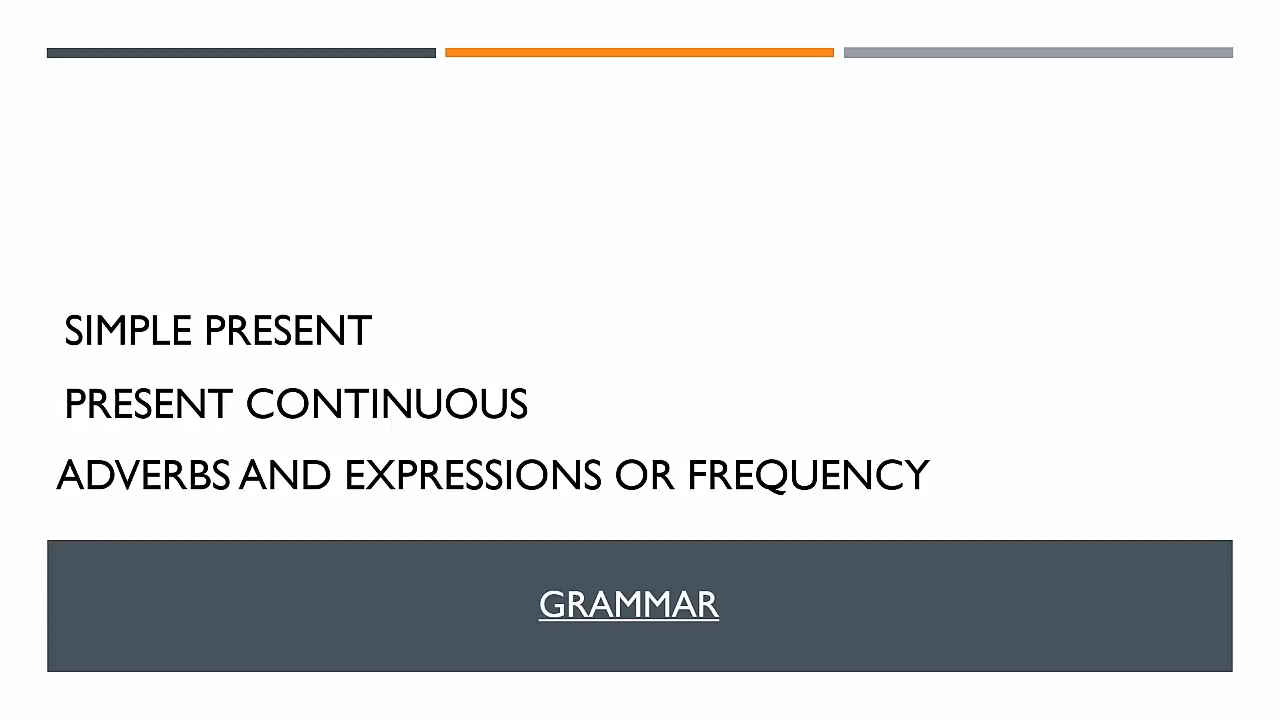 SIMPLE PRESENT
PRESENT CONTINUOUS
ADVERBS AND EXPRESSIONS OR FREQUENCY
GRAMMAR